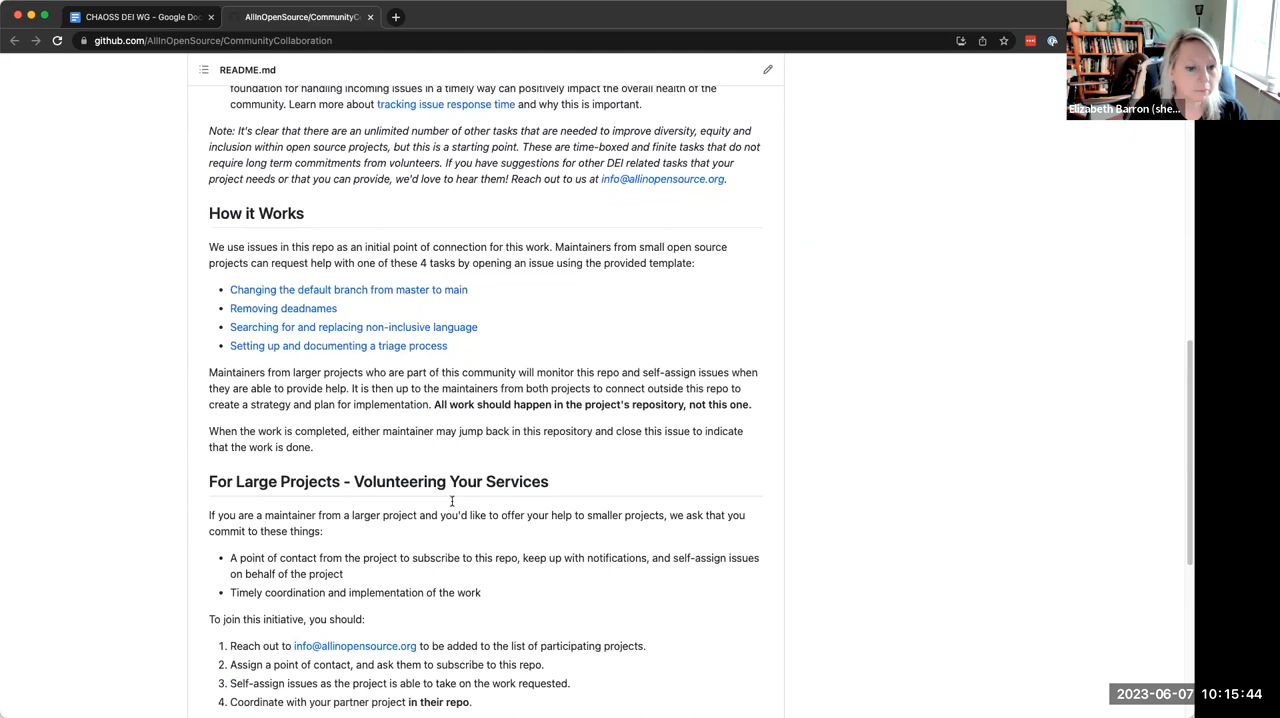 CHAOSS DEI WG - Google Doc
AllInOpenSource/CommunityC
github.com/AllInOpenSource/CommunityCollaboration
README.md
foundation for handling incoming issues in a timely way can positively impact the overall health of the
community. Learn more about tracking issue response time and why this is important.
Note: It's clear that there are an unlimited number of other tasks that are needed to improve diversity, equity and
inclusion within open source projects, but this is a starting point. These are time-boxed and finite tasks that do not
require long term commitments from volunteers. If you have suggestions for other DEI related tasks that your
project needs or that you can provide, we'd love to hear them! Reach out to us at info@allinopensource.org.
How it Works
We use issues in this repo as an initial point of connection for this work. Maintainers from small open source
projects can request help with one of these 4 tasks by opening an issue using the provided template:
• Changing the default branch from master to main
• Removing deadnames
• Searching for and replacing non-inclusive language
• Setting up and documenting a triage process
Maintainers from larger projects who are part of this community will monitor this repo and self-assign issues when
they are able to provide help. It is then up to the maintainers from both projects to connect outside this repo to
create a strategy and plan for implementation. All work should happen in the project's repository, not this one.
When the work is completed, either maintainer may jump back in this repository and close this issue to indicate
that the work is done.
For Large Projects - Volunteering Your Services
If you are a maintainer from a larger project and you'd like to offer your help to smaller projects, we ask that you
commit to these things:
• A point of contact from the project to subscribe to this repo, keep up with notifications, and self-assign issues
on behalf of the project
• Timely coordination and implementation of the work
To join this initiative, you should:
1. Reach out to info@allinopensource.org to be added to the list of participating projects.
2. Assign a point of contact, and ask them to subscribe to this repo.
3. Self-assign issues as the project is able to take on the work requested.
4. Coordinate with your partner project in their repo.
Elizabeth Barron (she...
2023-06-07 10:15:44